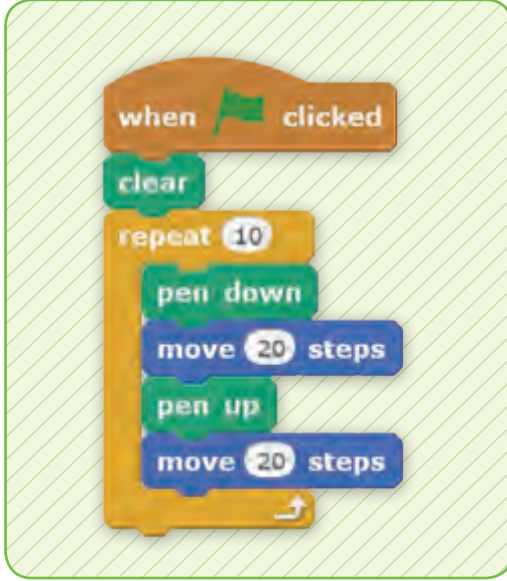 when clicked
clear
repeat 10
pen down
move 20 steps
pen up
move 20 steps